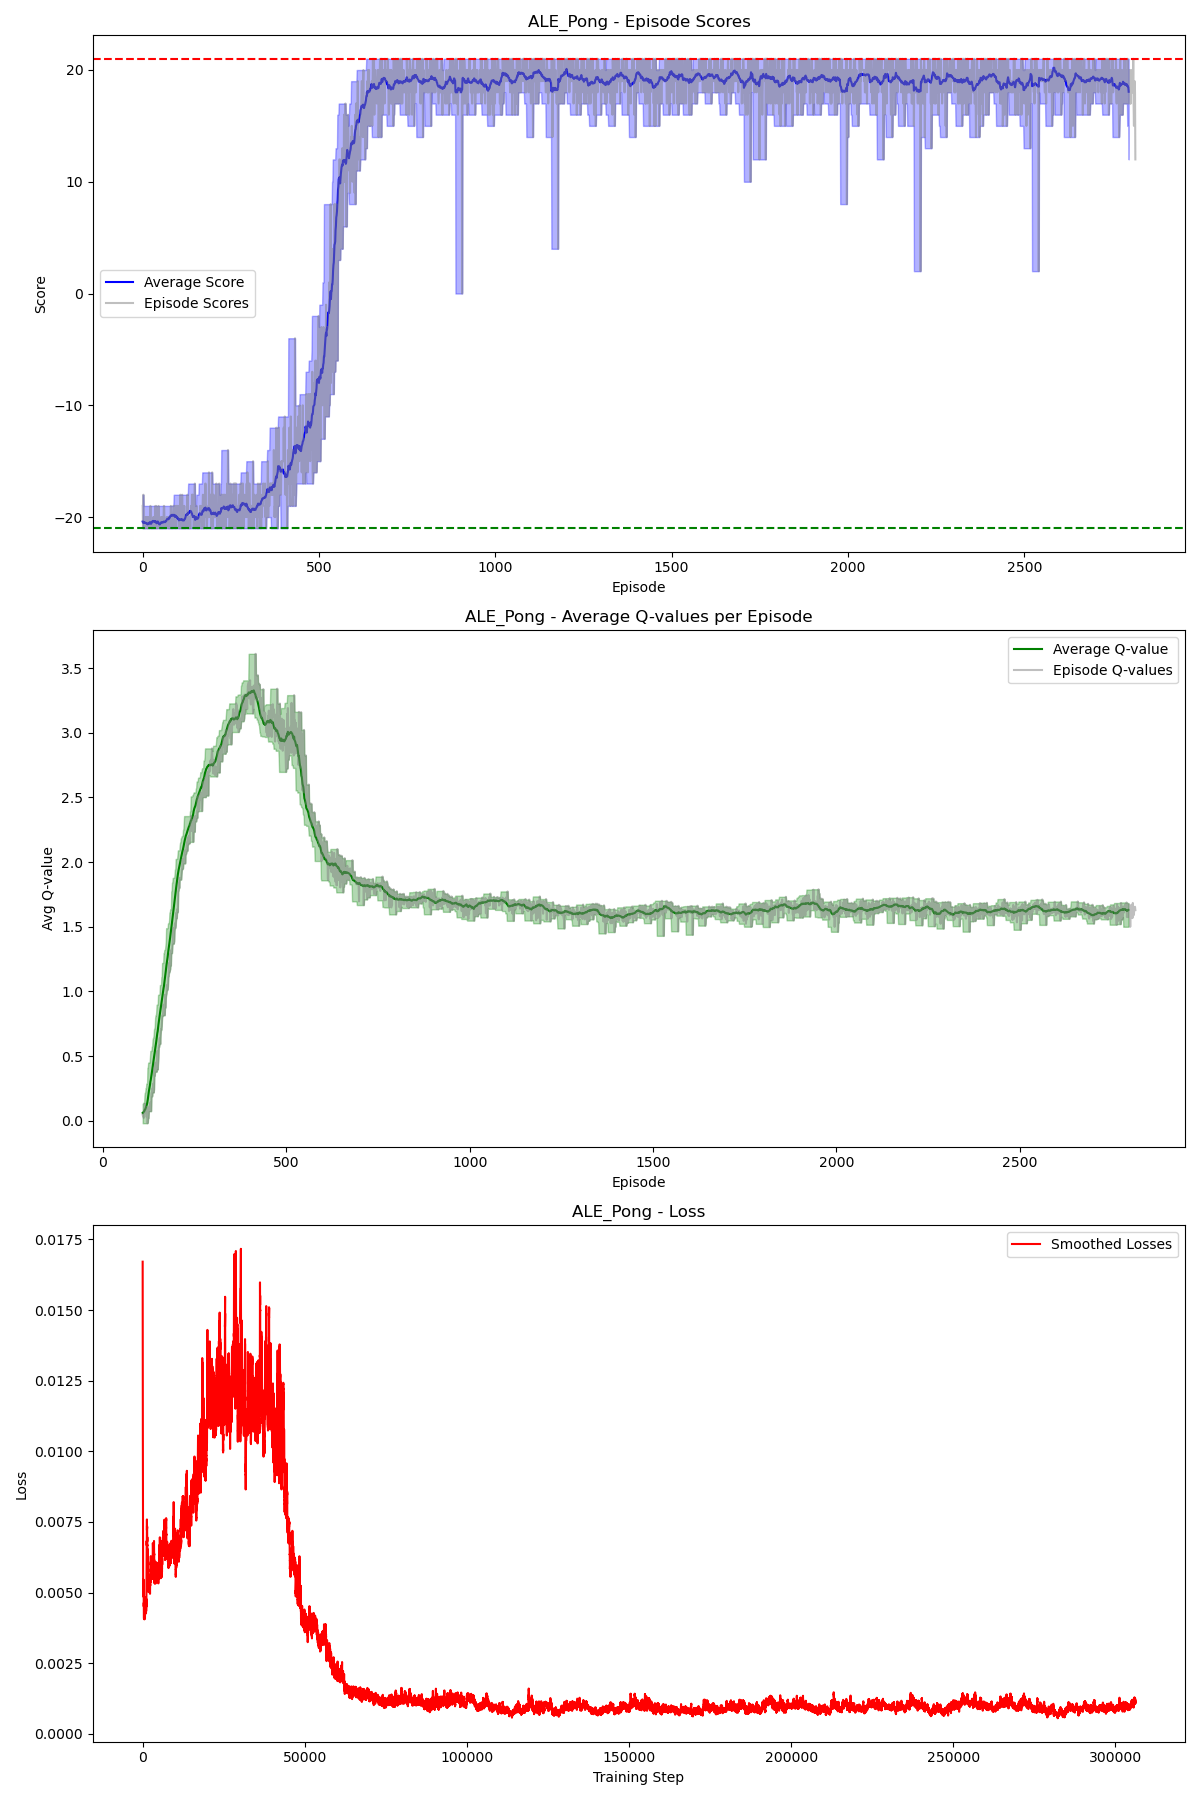 ALE_Pong - Episode Scores
20
10
0
−10
−20
Score
Average Score
Episode Scores
0 500 1000 1500 2000 2500
Episode
ALE_Pong - Average Q-values per Episode
3.5
3.0
2.5
2.0
1.5
1.0
0.5
0.0
Avg Q-value
Average Q-value
Episode Q-values
0 500 1000 1500 2000 2500
Episode
ALE_Pong - Loss
0.0175
0.0150
0.0125
0.0100
0.0075
0.0050
0.0025
0.0000
Loss
Smoothed Losses
0 50000 100000 150000 200000 250000 300000
Training Step